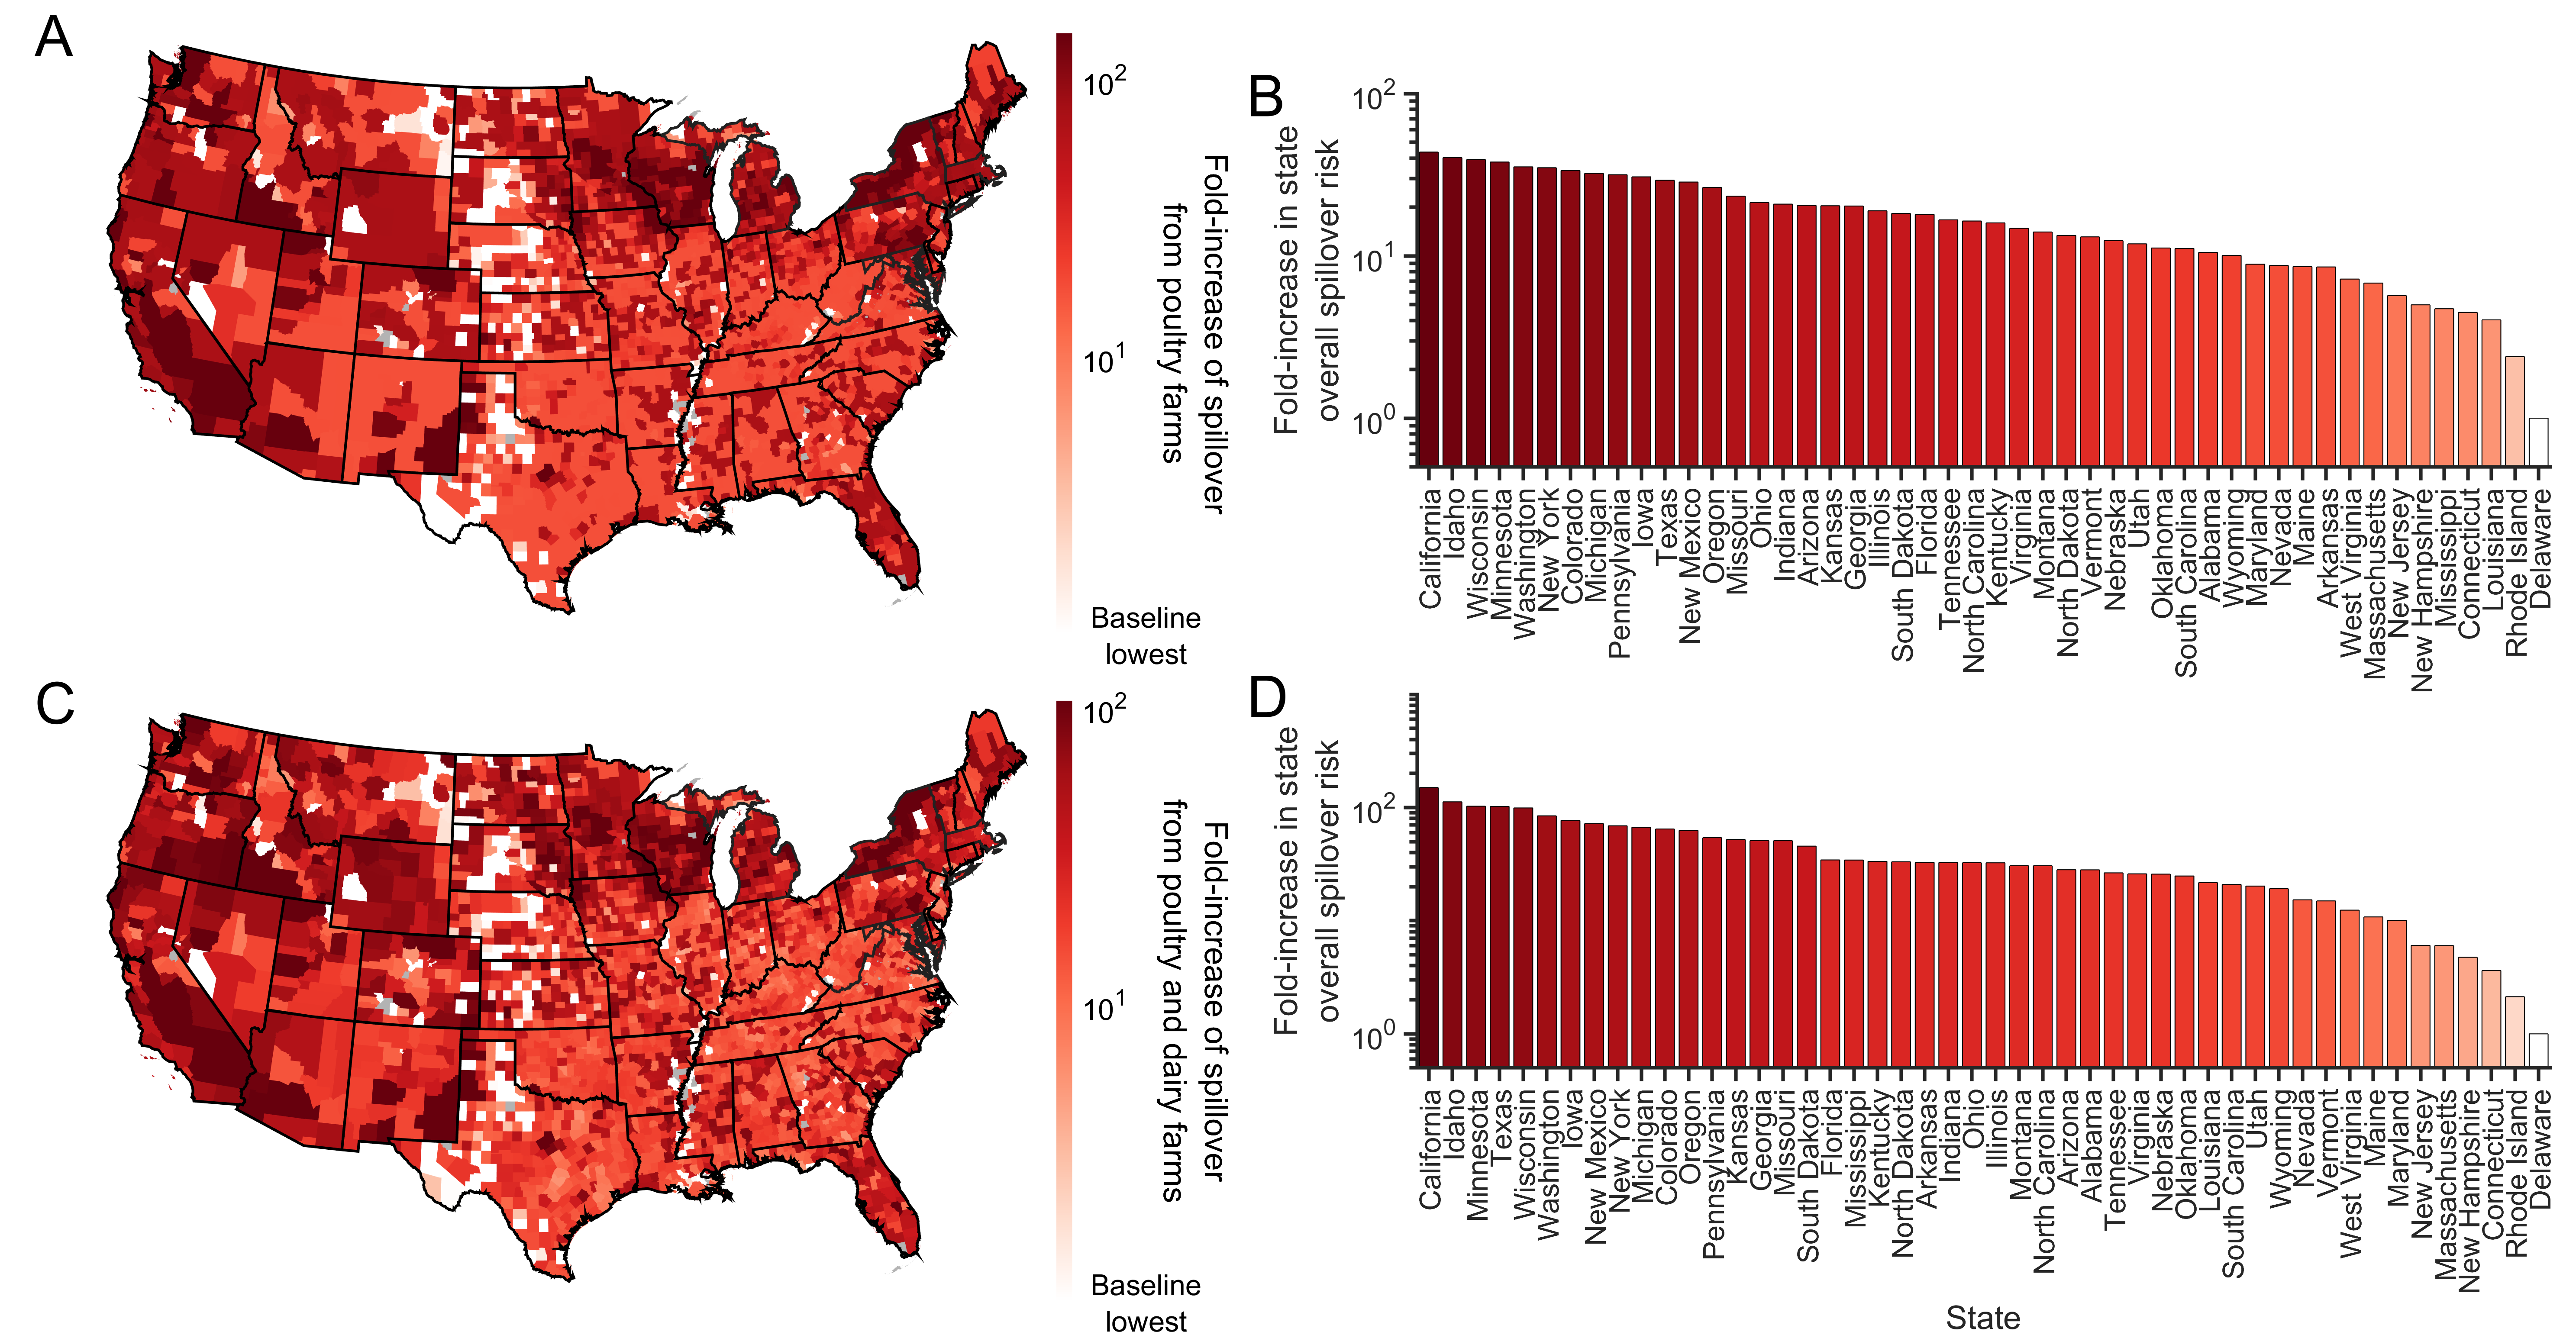 A
10²
10¹
Baseline
lowest
Fold-increase of spillover
from poultry farms
B
Fold-increase in state
overall spillover risk
10²
10¹
10⁰
California
Idaho
Wisconsin
Minnesota
Washington
New York
Colorado
Michigan
Pennsylvania
Iowa
Texas
New Mexico
Oregon
Missouri
Ohio
Indiana
Arizona
Kansas
Georgia
Illinois
South Dakota
Florida
Tennessee
North Carolina
Kentucky
Virginia
Montana
North Dakota
Vermont
Nebraska
Utah
Oklahoma
South Carolina
Alabama
Wyoming
Maryland
Nevada
Maine
Arkansas
West Virginia
Massachusetts
New Jersey
New Hampshire
Mississippi
Connecticut
Louisiana
Rhode Island
Delaware
C
10²
10¹
Baseline
lowest
Fold-increase of spillover
from poultry and dairy farms
D
Fold-increase in state
overall spillover risk
10²
10⁰
California
Idaho
Minnesota
Texas
Wisconsin
Washington
Iowa
New Mexico
New York
Michigan
Colorado
Oregon
Pennsylvania
Kansas
Georgia
Missouri
South Dakota
Florida
Mississippi
Kentucky
North Dakota
Arkansas
Indiana
Ohio
Illinois
Montana
North Carolina
Arizona
Alabama
Tennessee
Virginia
Nebraska
Oklahoma
Louisiana
South Carolina
Utah
Wyoming
Nevada
Vermont
West Virginia
Maine
Maryland
New Jersey
Massachusetts
New Hampshire
Connecticut
Rhode Island
Delaware
State